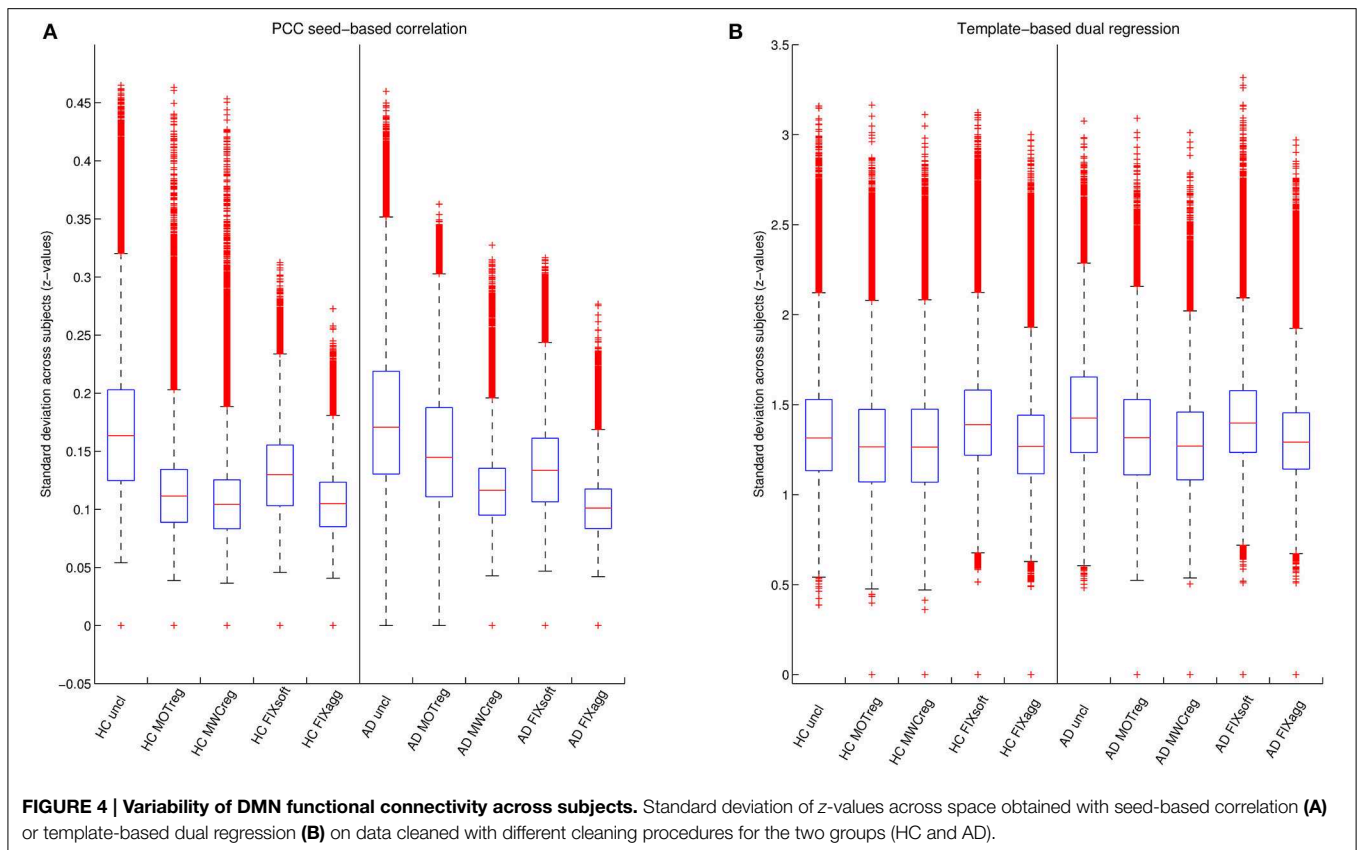 A
PCC seed−based correlation
Standard deviation across subjects (z−values)
0.45
0.4
0.35
0.3
0.25
0.2
0.15
0.1
0.05
0
−0.05
HC uncl
HC MOTreg
HC MWCreg
HC FIXsoft
HC FIXagg
AD uncl
AD MOTreg
AD MWCreg
AD FIXsoft
AD FIXagg
B
Template−based dual regression
Standard deviation across subjects (z−values)
3.5
3
2.5
2
1.5
1
0.5
0
HC uncl
HC MOTreg
HC MWCreg
HC FIXsoft
HC FIXagg
AD uncl
AD MOTreg
AD MWCreg
AD FIXsoft
AD FIXagg
FIGURE 4 | Variability of DMN functional connectivity across subjects. Standard deviation of z-values across space obtained with seed-based correlation (A)
or template-based dual regression (B) on data cleaned with different cleaning procedures for the two groups (HC and AD).